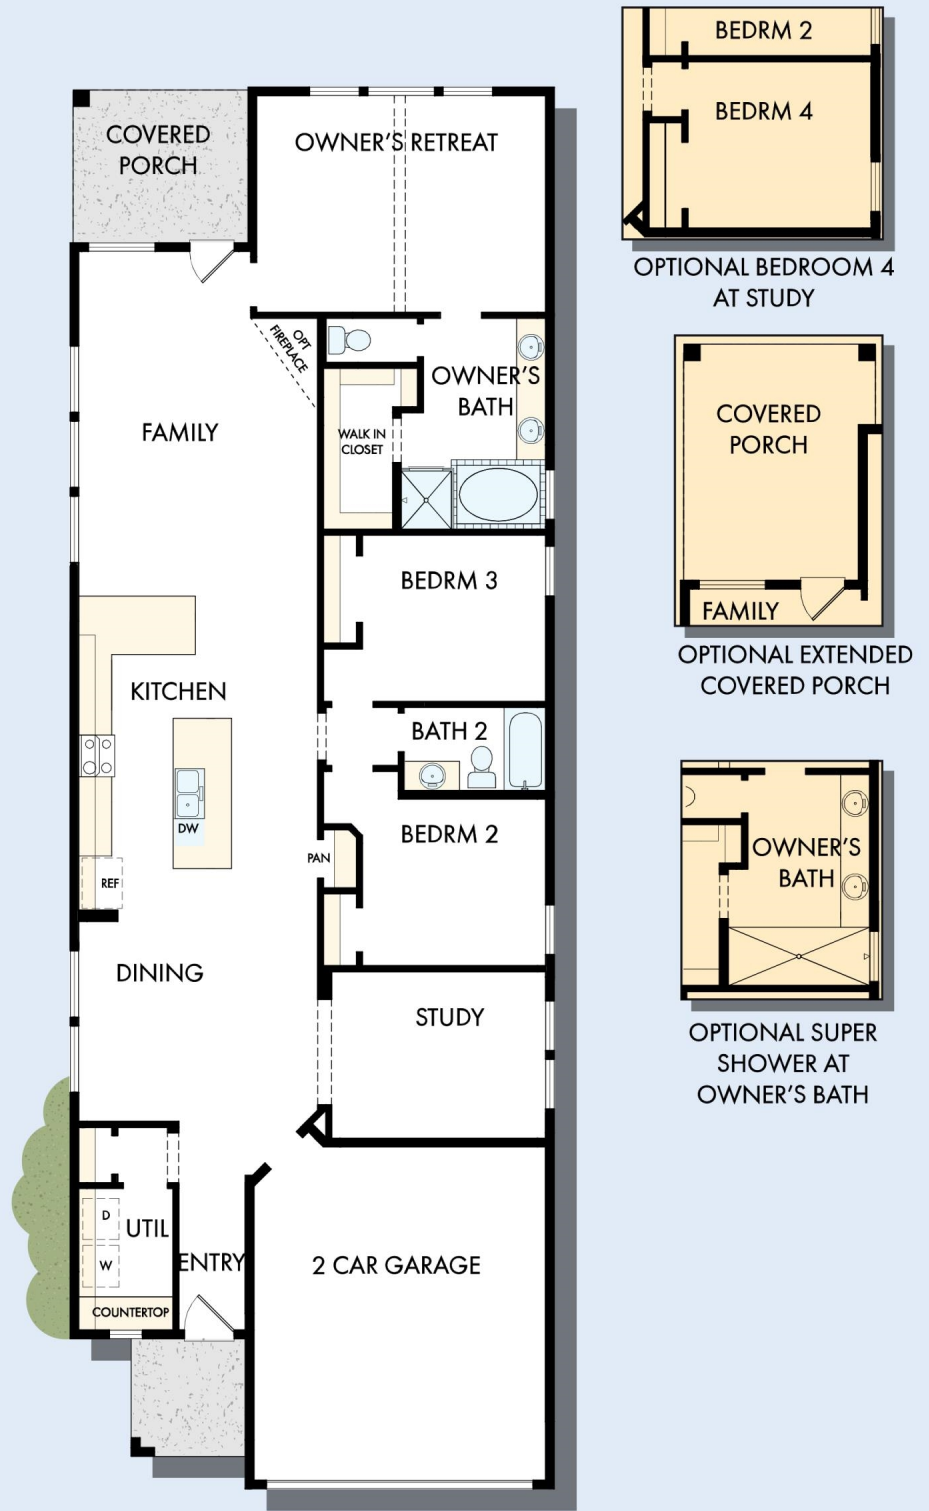 COVERED
PORCH
OWNER'S RETREAT
OPT
FIREPLACE
OWNER'S
BATH
FAMILY
WALK IN
CLOSET
BEDRM 3
KITCHEN
BATH 2
DW
BEDRM 2
PAN
REF
DINING
STUDY
D
UTIL
W
ENTRY
2 CAR GARAGE
COUNTERTOP
BEDRM 2
BEDRM 4
OPTIONAL BEDROOM 4
AT STUDY
COVERED
PORCH
FAMILY
OPTIONAL EXTENDED
COVERED PORCH
OWNER'S
BATH
OPTIONAL SUPER
SHOWER AT
OWNER'S BATH